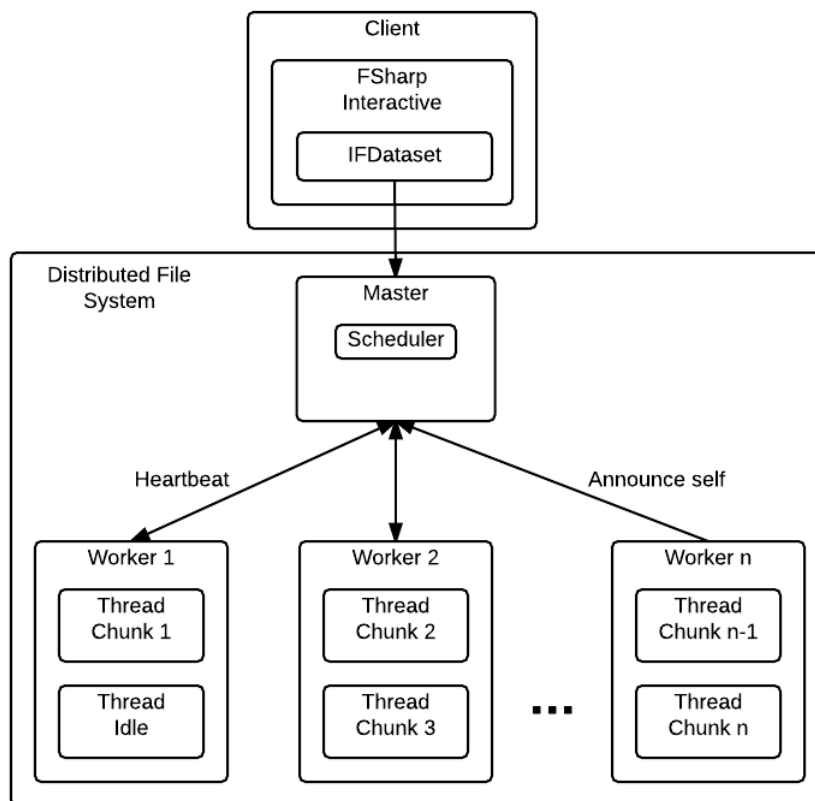 Client
FSharp
Interactive
IFDataset
Distributed File
System
Master
Scheduler
Heartbeat
Announce self
Worker 1
Thread
Chunk 1
Thread
Idle
Worker 2
Thread
Chunk 2
Thread
Chunk 3
...
Worker n
Thread
Chunk n-1
Thread
Chunk n